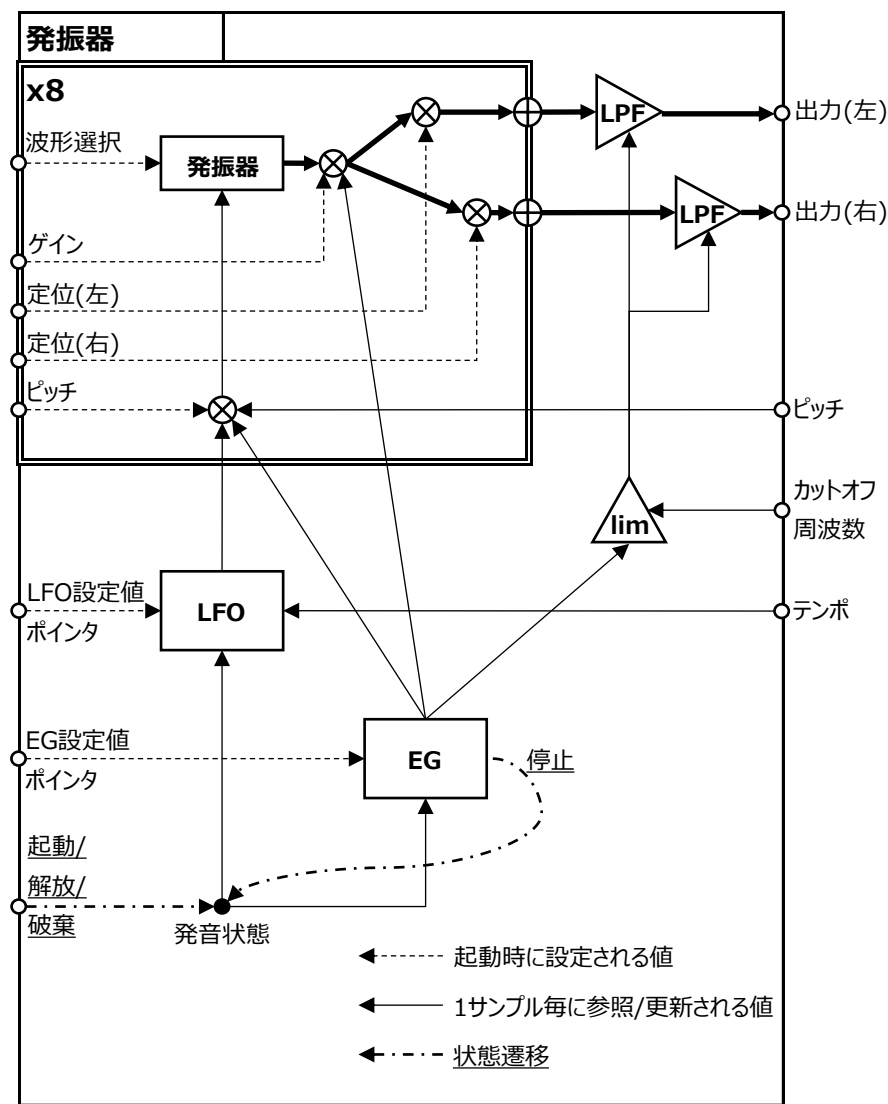 発振器
x8
波形選択
発振器
LPF
出力(左)
LPF
出力(右)
ゲイン
定位(左)
定位(右)
ピッチ
ピッチ
カットオフ
周波数
lim
LFO設定値
ポインタ
LFO
テンポ
EG設定値
ポインタ
EG
停止
起動/
解放/
破棄
発音状態
起動時に設定される値
1サンプル毎に参照/更新される値
状態遷移